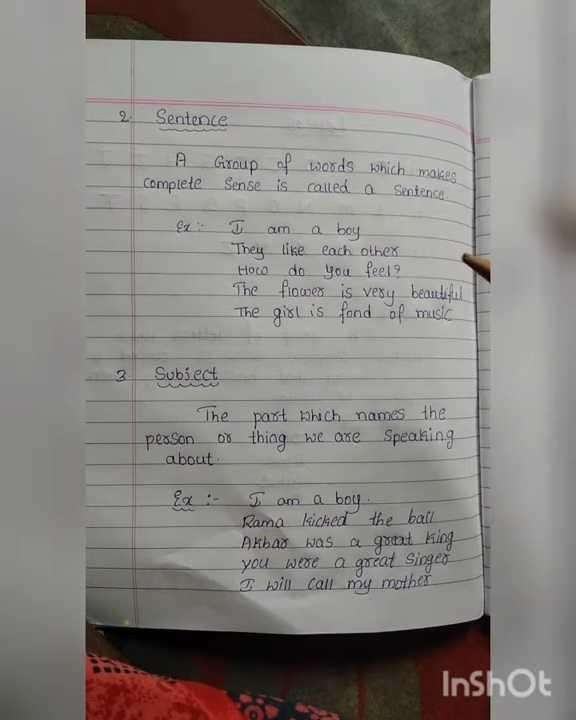 2. Sentence
A Group of words which makes
complete sense is called a sentence.
Ex :- I am a boy
They like each other
How do you feel?
The flower is very beautiful
The girl is fond of music
3. Subject
The part which names the
person or thing we are speaking
about.
Ex :- I am a boy.
Rama kicked the ball
Akbar was a great king
you were a great singer
I will call my mother
InShOt